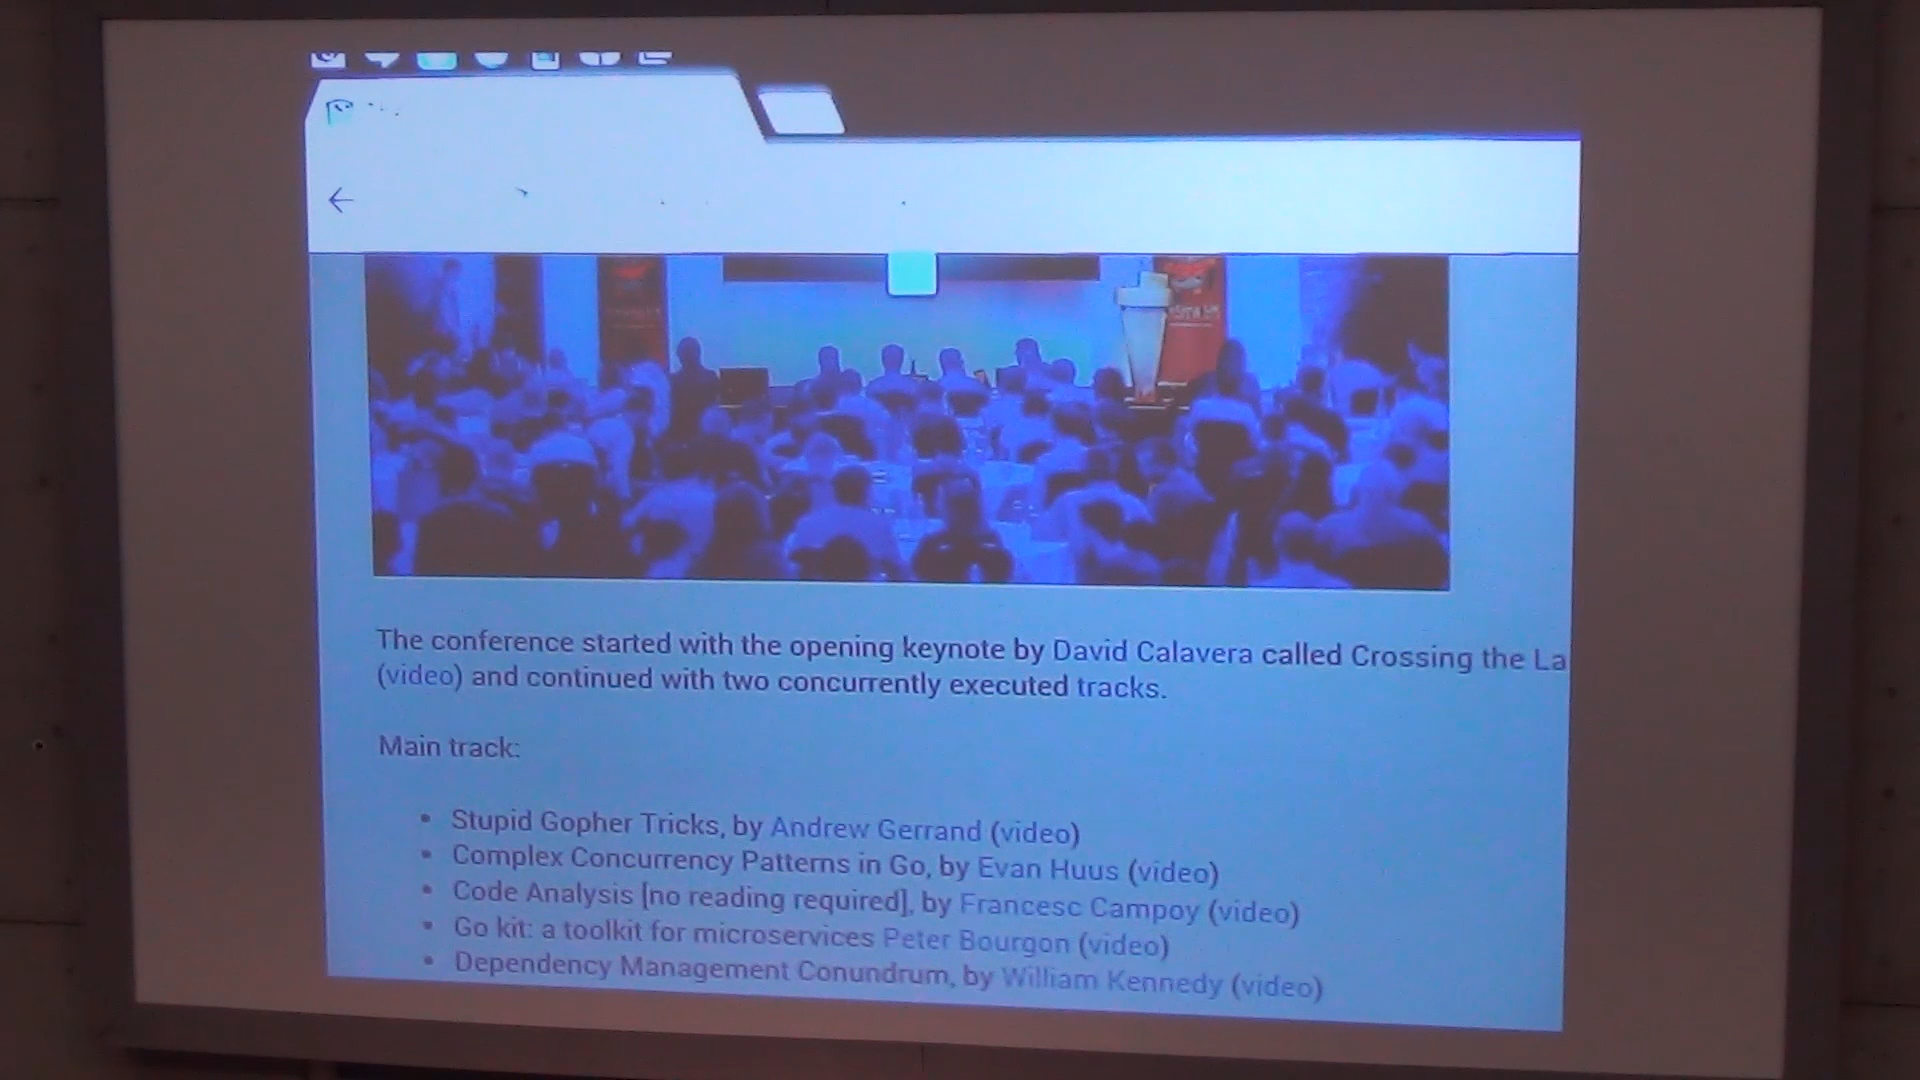 The conference started with the opening keynote by David Calavera called Crossing the La
(video) and continued with two concurrently executed tracks.
Main track:
Stupid Gopher Tricks, by Andrew Gerrand (video)
Complex Concurrency Patterns in Go, by Evan Huus (video)
Code Analysis [no reading required], by Francesc Campoy (video)
Go kit: a toolkit for microservices Peter Bourgon (video)
Dependency Management Conundrum, by William Kennedy (video)